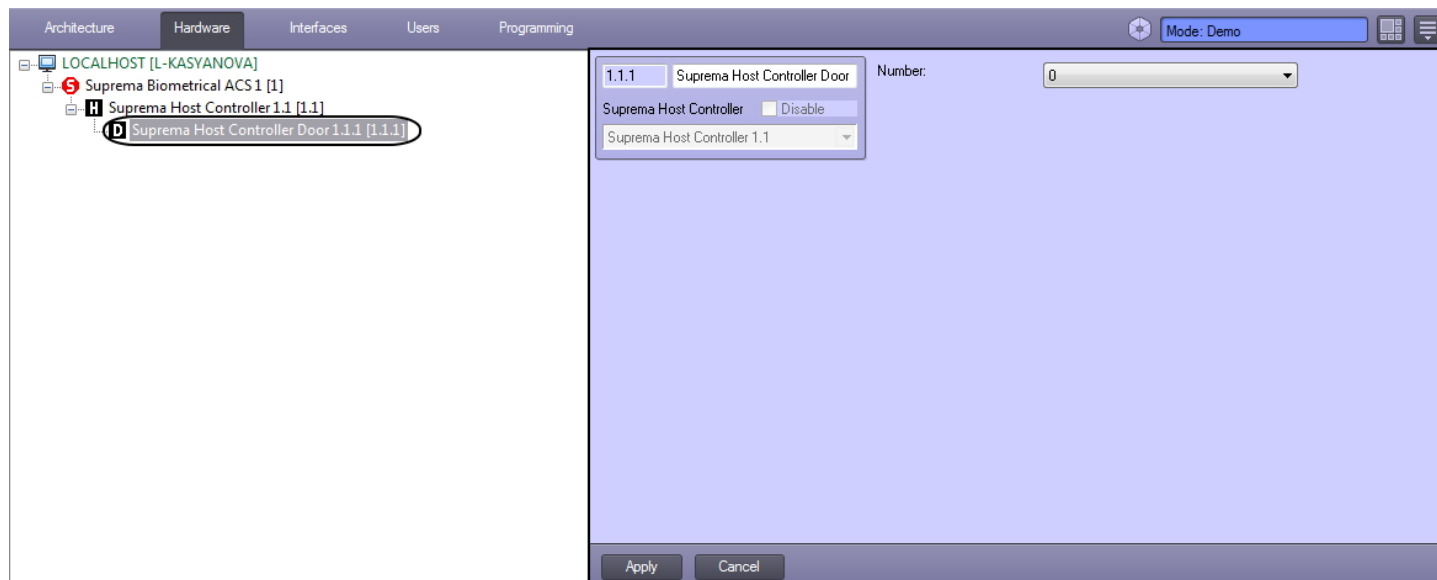 Architecture Hardware Interfaces Users Programming Mode: Demo
LOCALHOST [L-KASYANOVA]
S Suprema Biometrical ACS 1 [1]
H Suprema Host Controller 1.1 [1.1]
D Suprema Host Controller Door 1.1.1 [1.1.1]
1.1.1 Suprema Host Controller Door
Suprema Host Controller Disable
Suprema Host Controller 1.1
Number: 0
Apply Cancel